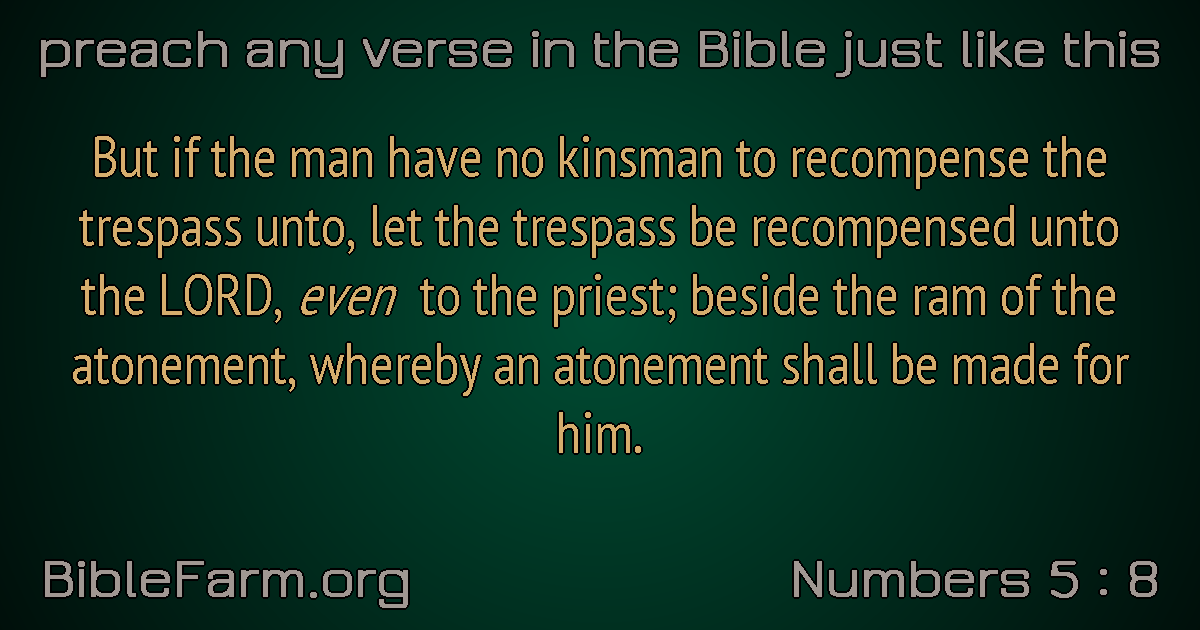 preach any verse in the Bible just like this
But if the man have no kinsman to recompense the
trespass unto, let the trespass be recompensed unto
the LORD, even to the priest; beside the ram of the
atonement, whereby an atonement shall be made for
him.
BibleFarm.org
Numbers 5 : 8